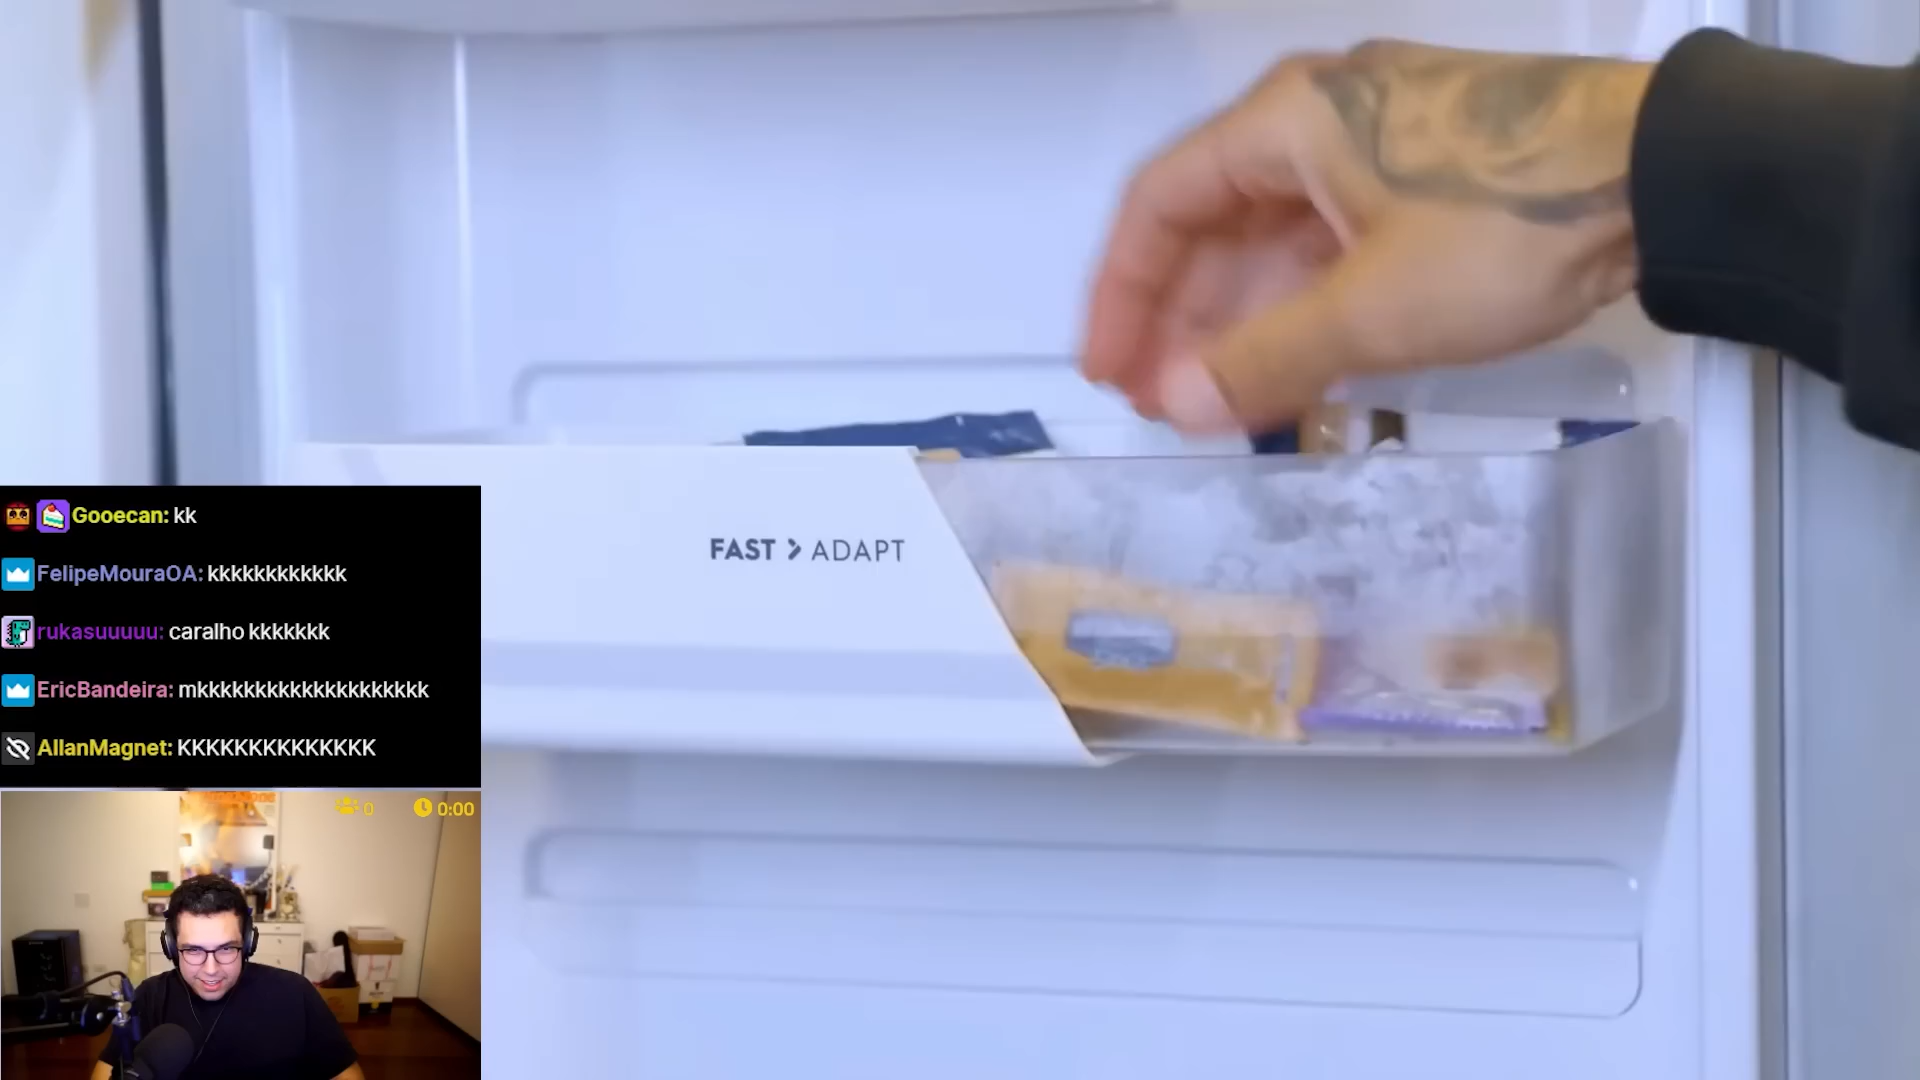 FAST > ADAPT
Gooecan: kk
FelipeMouraOA: kkkkkkkkkkkk
rukasuuuuu: caralho kkkkkkk
EricBandeira: mkkkkkkkkkkkkkkkkkkkk
AllanMagnet: KKKKKKKKKKKKKK
0
0:00